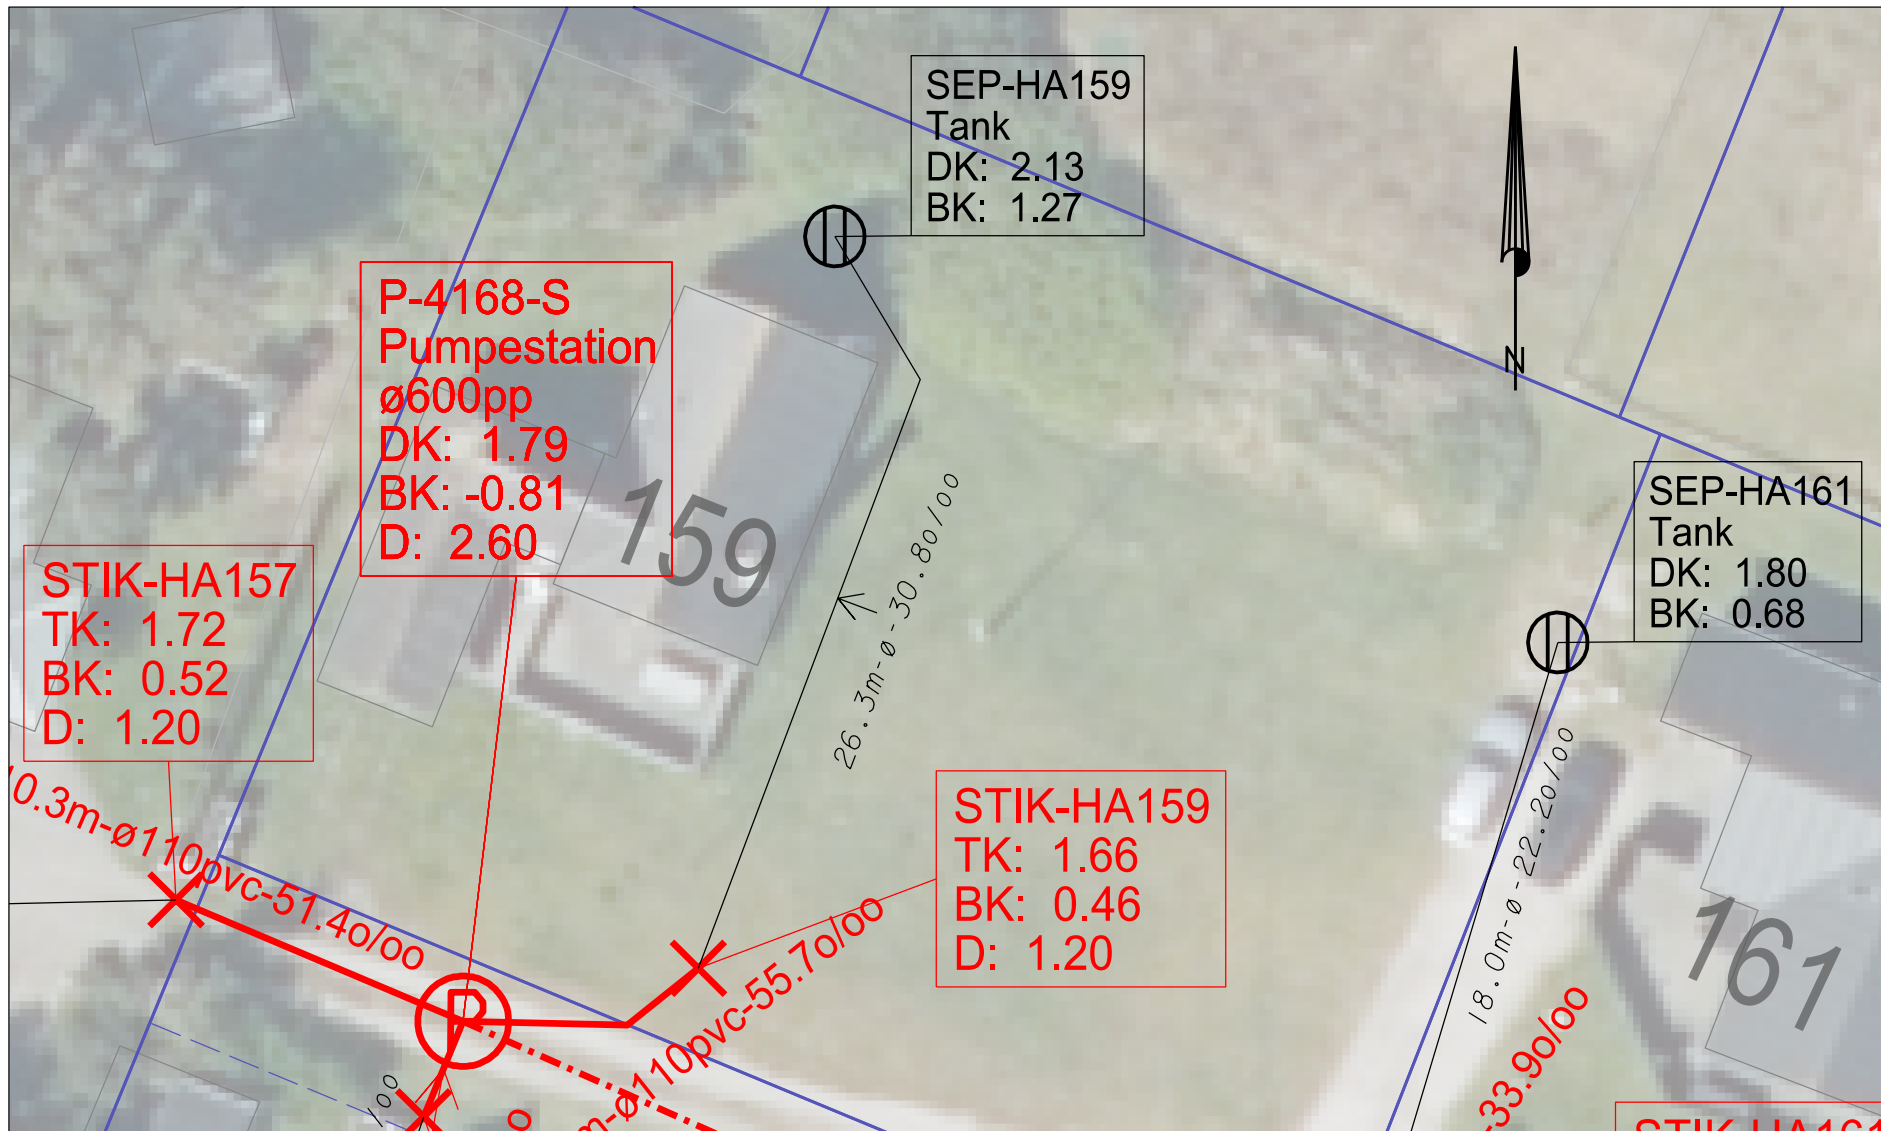 SEP-HA159
Tank
DK: 2.13
BK: 1.27
P-4168-S
Pumpestation
ø600pp
DK: 1.79
BK: -0.81
D: 2.60
N
159
26.3m-ø-30.8o/oo
SEP-HA161
Tank
DK: 1.80
BK: 0.68
STIK-HA157
TK: 1.72
BK: 0.52
D: 1.20
0.3m-ø110pvc-51.4o/oo
STIK-HA159
TK: 1.66
BK: 0.46
D: 1.20
18.0m-ø-22.2o/oo
161
P
m-ø110pvc-55.7o/oo
-33.9o/oo
/oo
o
STIK-HA161